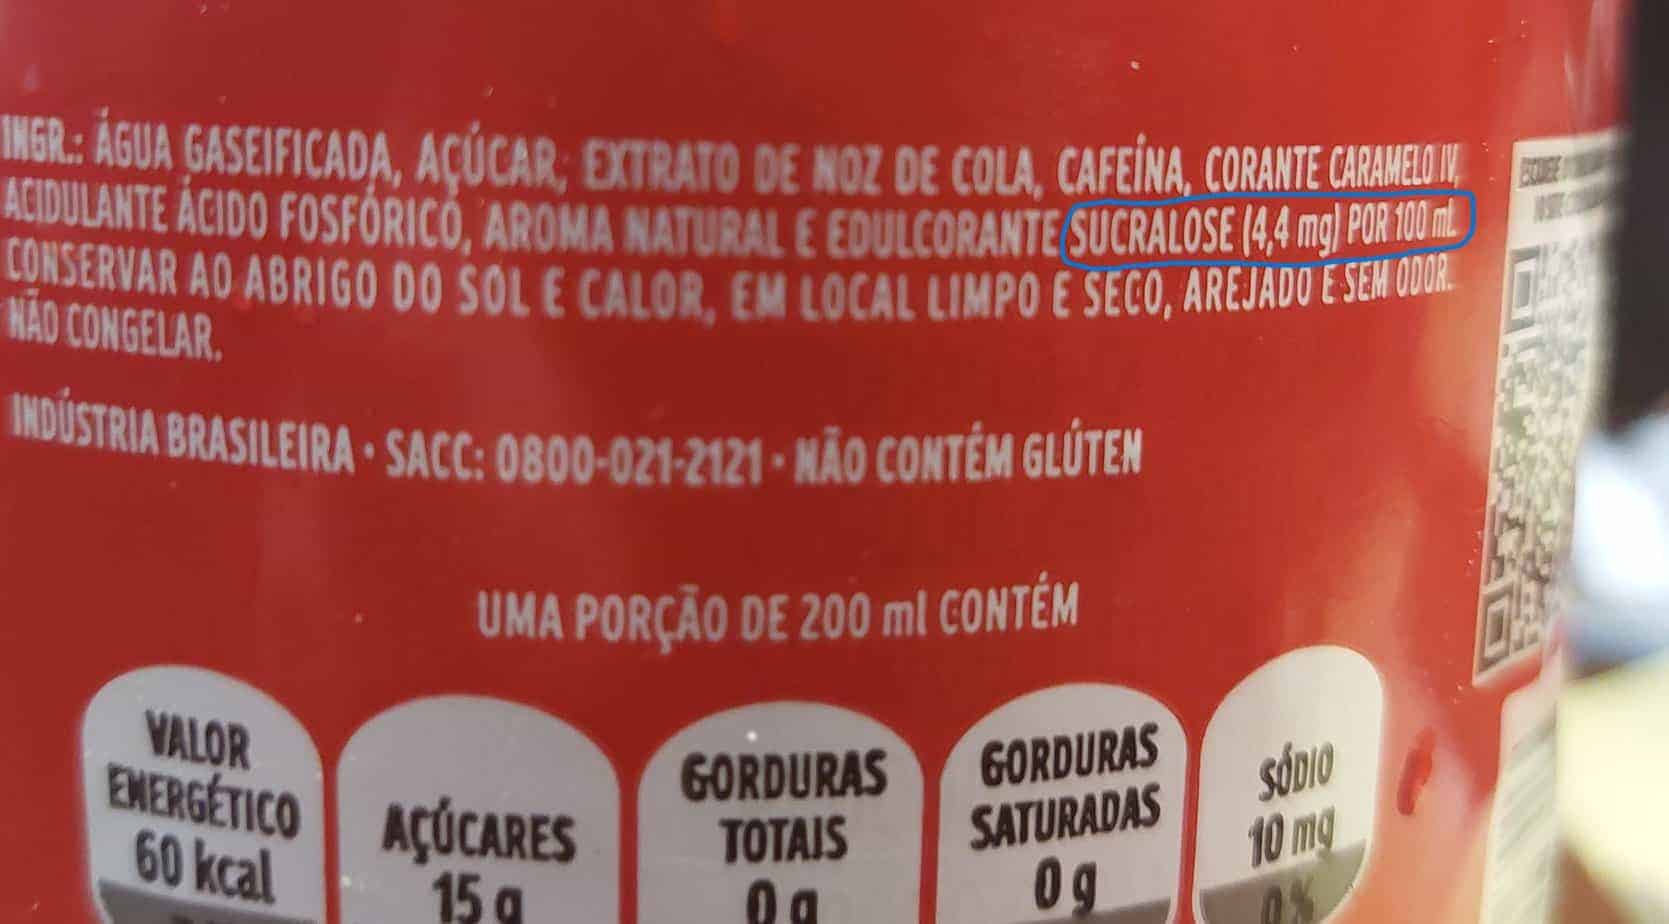 INGR.: ÁGUA GASEIFICADA, AÇÚCAR, EXTRATO DE NOZ DE COLA, CAFEÍNA, CORANTE CARAMELO IV,
ACIDULANTE ÁCIDO FOSFÓRICO, AROMA NATURAL E EDULCORANTE SUCRALOSE (4,4 mg) POR 100 ml.
CONSERVAR AO ABRIGO DO SOL E CALOR, EM LOCAL LIMPO E SECO, AREJADO E SEM ODOR.
NÃO CONGELAR.
INDÚSTRIA BRASILEIRA • SACC: 0800-021-2121 • NÃO CONTÉM GLÚTEN
UMA PORÇÃO DE 200 ml CONTÉM
VALOR
ENERGÉTICO
60 kcal
AÇÚCARES
15 g
GORDURAS
TOTAIS
0 g
GORDURAS
SATURADAS
0 g
SÓDIO
10 mg
0%